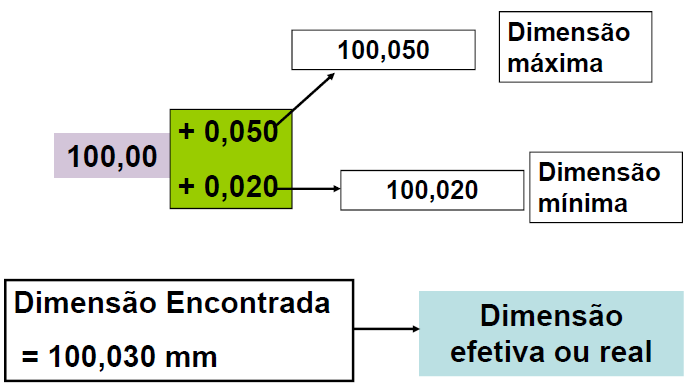 100,050
Dimensão
máxima
100,00
+ 0,050
+ 0,020
100,020
Dimensão
mínima
Dimensão Encontrada
= 100,030 mm
Dimensão
efetiva ou real